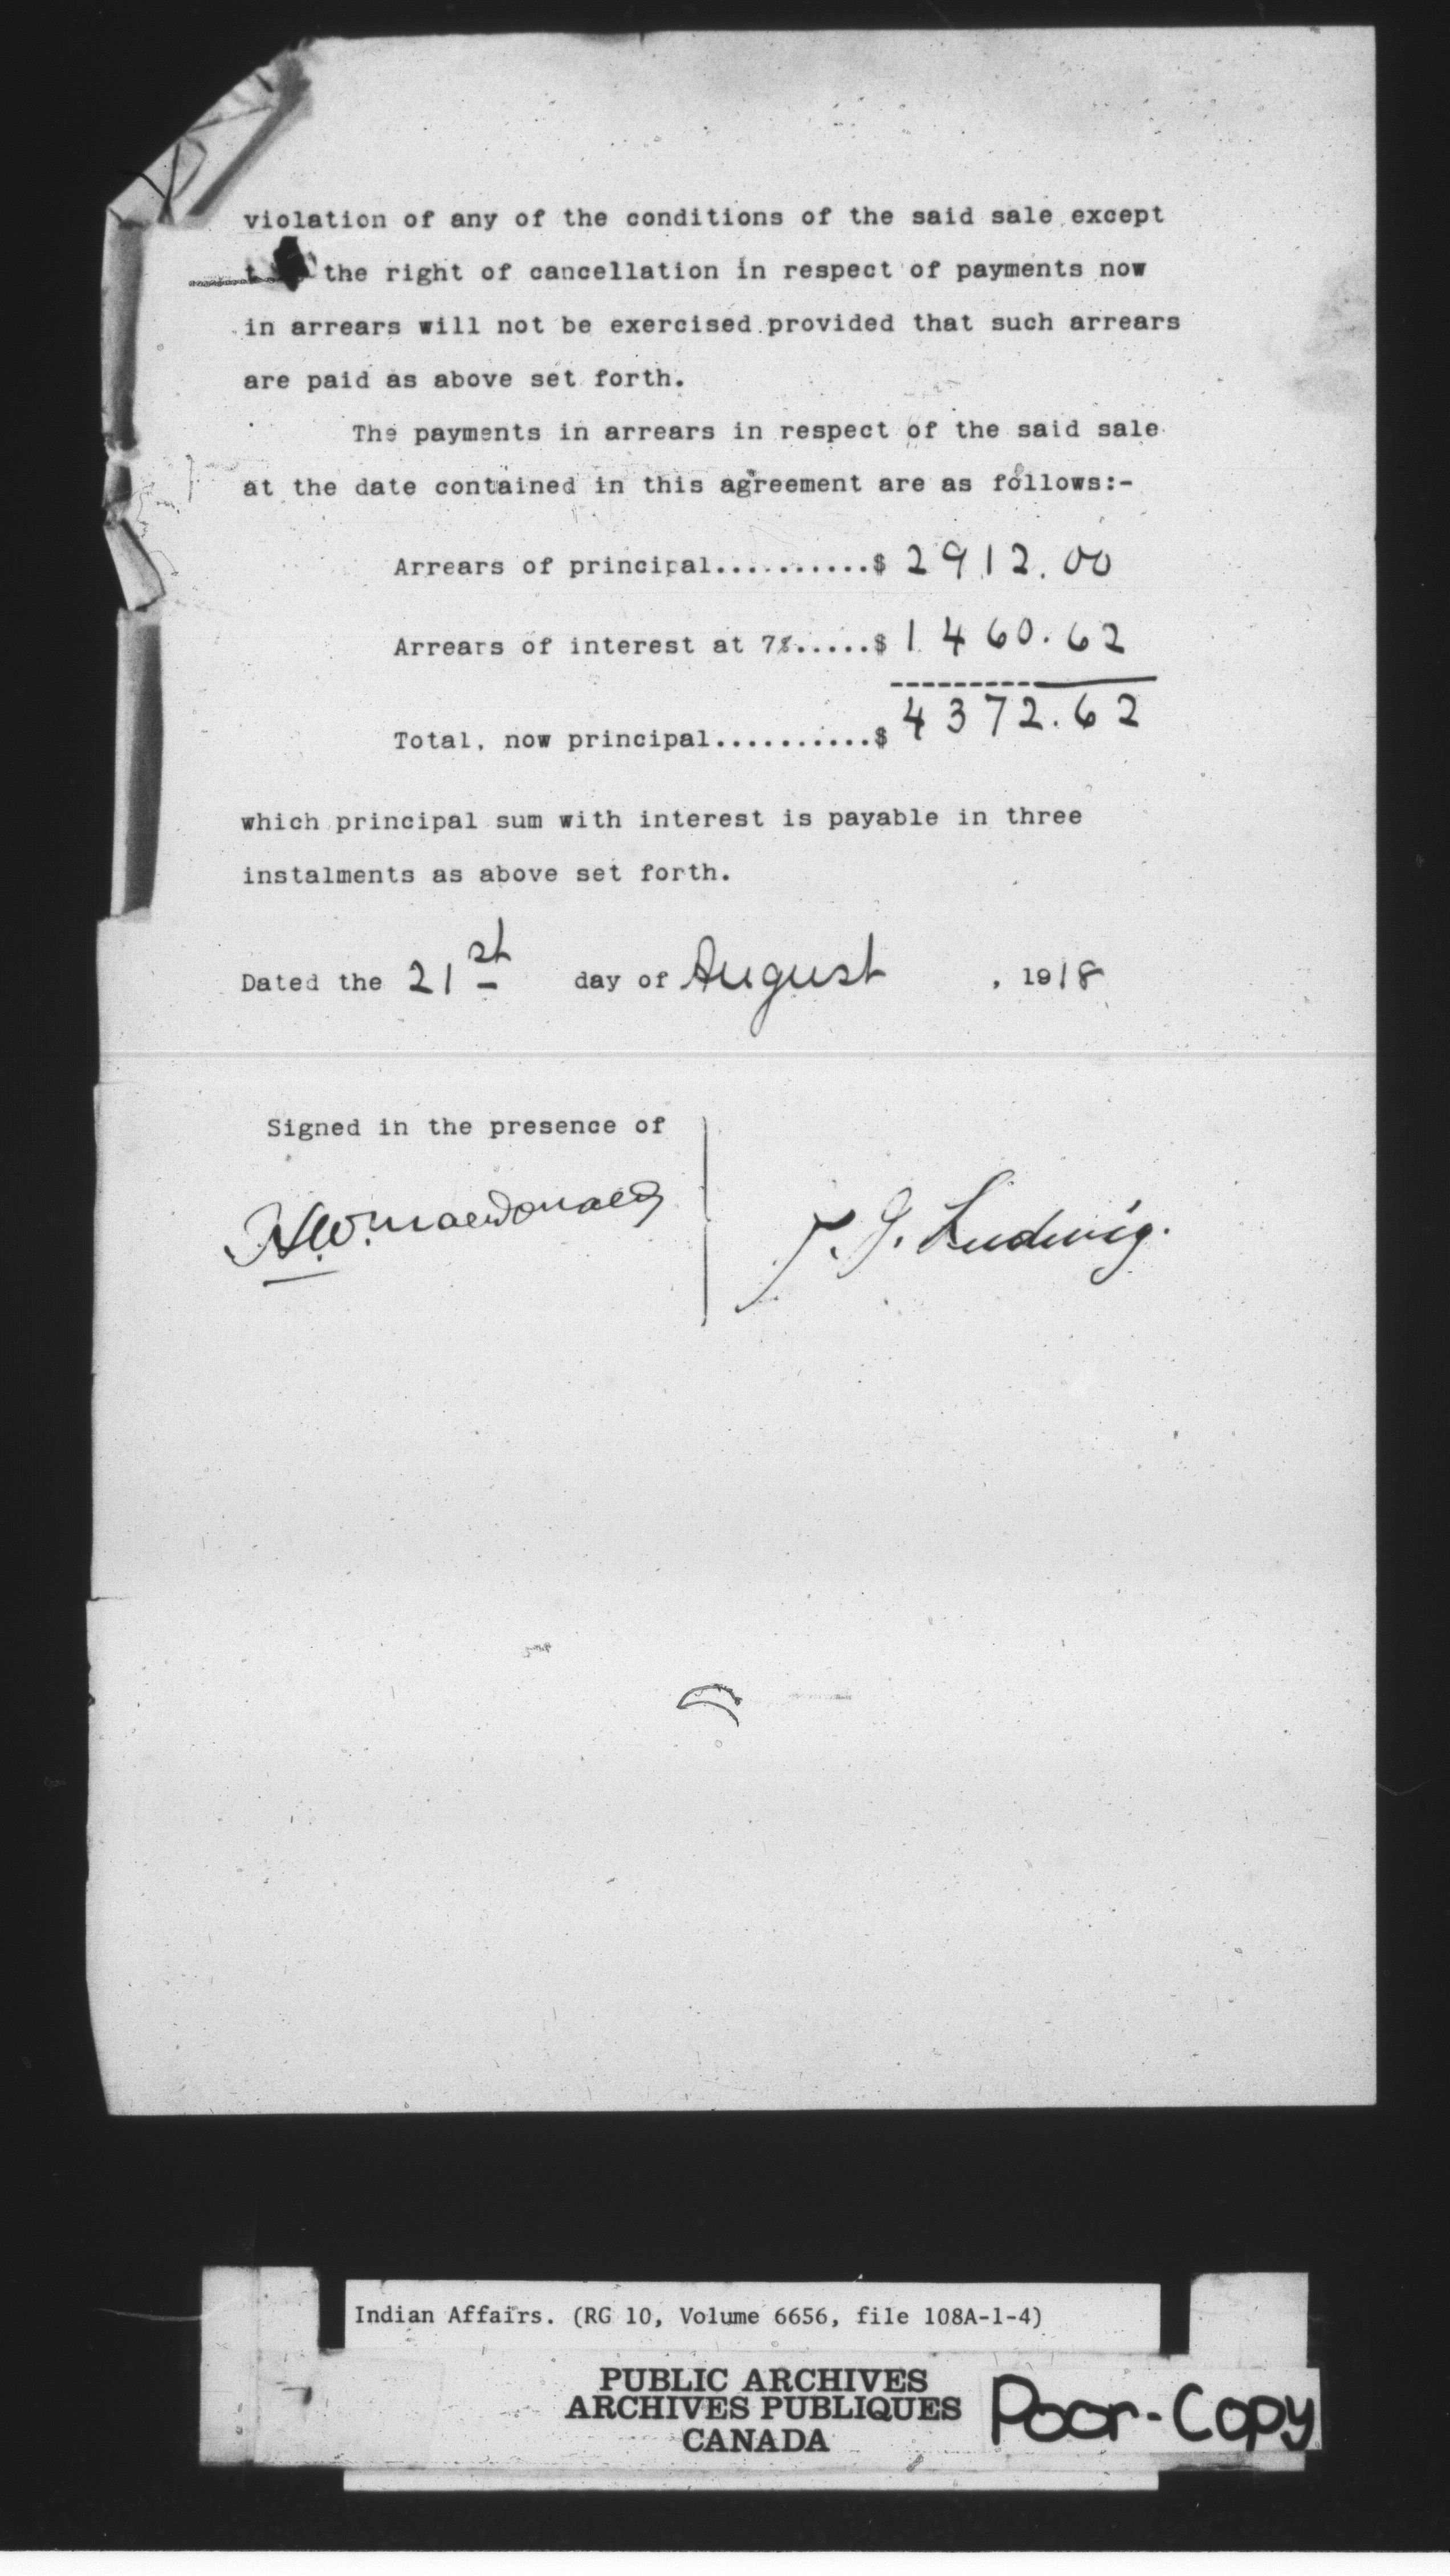 violation of any of the conditions of the said sale except
the right of cancellation in respect of payments now
in arrears will not be exercised provided that such arrears
are paid as above set forth.
The payments in arrears in respect of the said sale
at the date contained in this agreement are as follows:-
Arrears of principal..........$ 2912.00
Arrears of interest at 7%.....$ 1460.62
Total, now principal..........$ 4372.62
which principal sum with interest is payable in three
instalments as above set forth.
Dated the 21st day of August , 1918
Signed in the presence of
MacDonald
J. G. Ludwig.
Indian Affairs. (RG 10, Volume 6656, file 108A-1-4)
PUBLIC ARCHIVES
ARCHIVES PUBLIQUES
CANADA
Poor-Copy